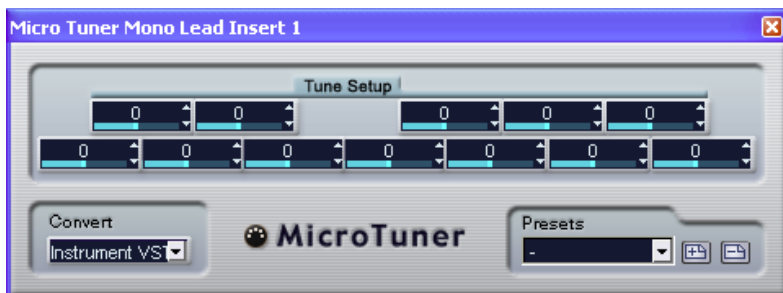 Micro Tuner Mono Lead Insert 1
Tune Setup
0 0 0 0 0
0 0 0 0 0 0 0
Convert
Instrument VST
MicroTuner
Presets
-